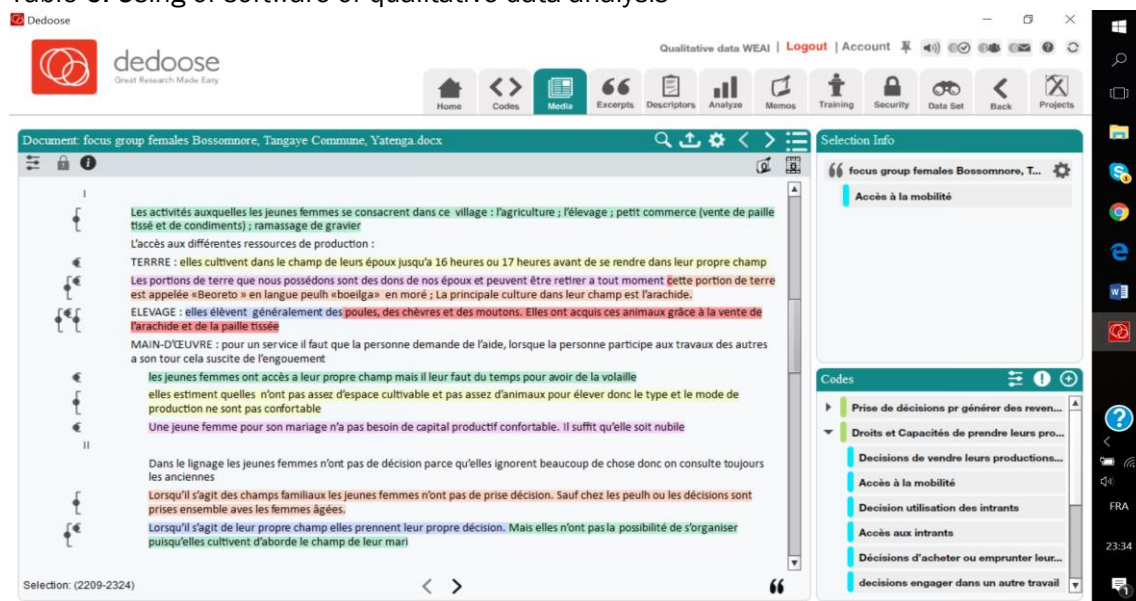 Table 6: Using of software of qualitative data analysis
Dedoose
dedoose
Great Research Made Easy
Qualitative data WEAI | Logout | Account
Home
Codes
Media
Excerpts
Descriptors
Analyze
Memos
Training
Security
Data Set
Back
Projects
Document: focus group females Bossomnore, Tangaye Commune, Yatenga.docx
I
Les activités auxquelles les jeunes femmes se consacrent dans ce village : l'agriculture ; l'élevage ; petit commerce (vente de paille
tissé et de condiments) ; ramassage de gravier
L'accès aux différentes ressources de production :
TERRRE : elles cultivent dans le champ de leurs époux jusqu'a 16 heures ou 17 heures avant de se rendre dans leur propre champ
Les portions de terre que nous possédons sont des dons de nos époux et peuvent être retirer a tout moment cette portion de terre
est appelée «Beoreto » en langue peulh «boeilga» en moré ; La principale culture dans leur champ est l'arachide.
ELEVAGE : elles élèvent généralement des poules, des chèvres et des moutons. Elles ont acquis ces animaux grâce à la vente de
l'arachide et de la paille tissée
MAIN-D'ŒUVRE : pour un service il faut que la personne demande de l'aide, lorsque la personne participe aux travaux des autres
a son tour cela suscite de l'engouement
les jeunes femmes ont accès a leur propre champ mais il leur faut du temps pour avoir de la volaille
elles estiment quelles n'ont pas assez d'espace cultivable et pas assez d'animaux pour élever donc le type et le mode de
production ne sont pas confortable
Une jeune femme pour son mariage n'a pas besoin de capital productif confortable. Il suffit qu'elle soit nubile
II
Dans le lignage les jeunes femmes n'ont pas de décision parce qu'elles ignorent beaucoup de chose donc on consulte toujours
les anciennes
Lorsqu'il s'agit des champs familiaux les jeunes femmes n'ont pas de prise décision. Sauf chez les peulh ou les décisions sont
prises ensemble aves les femmes âgées.
Lorsqu'il s'agit de leur propre champ elles prennent leur propre décision. Mais elles n'ont pas la possibilité de s'organiser
puisqu'elles cultivent d'aborde le champ de leur mari
Selection: (2209-2324)
Selection Info
focus group females Bossomnore, T...
Accès à la mobilité
Codes
Prise de décisions pr générer des reven...
Droits et Capacités de prendre leurs pro...
Decisions de vendre leurs productions...
Accès à la mobilité
Decision utilisation des intrants
Accès aux intrants
Décisions d'acheter ou emprunter leur...
decisions engager dans un autre travail
FRA
23:34